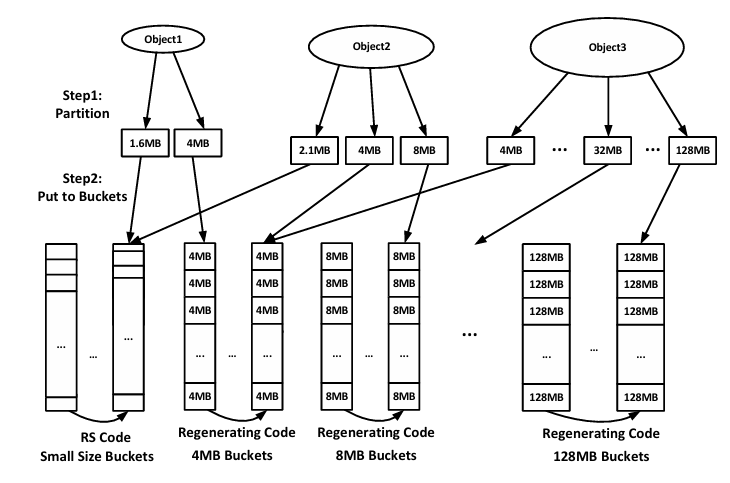 Object1
Object2
Object3
Step1:
Partition
1.6MB 4MB
2.1MB 4MB 8MB
4MB ... 32MB ... 128MB
Step2:
Put to Buckets
4MB 4MB 8MB 8MB 128MB 128MB
4MB 4MB 8MB 8MB 128MB 128MB
4MB 4MB 8MB 8MB 128MB 128MB
...
... ... ... ... ... ... ... ... ... ... ...
4MB 4MB 8MB 8MB 128MB 128MB
RS Code
Small Size Buckets
Regenerating Code
4MB Buckets
Regenerating Code
8MB Buckets
Regenerating Code
128MB Buckets